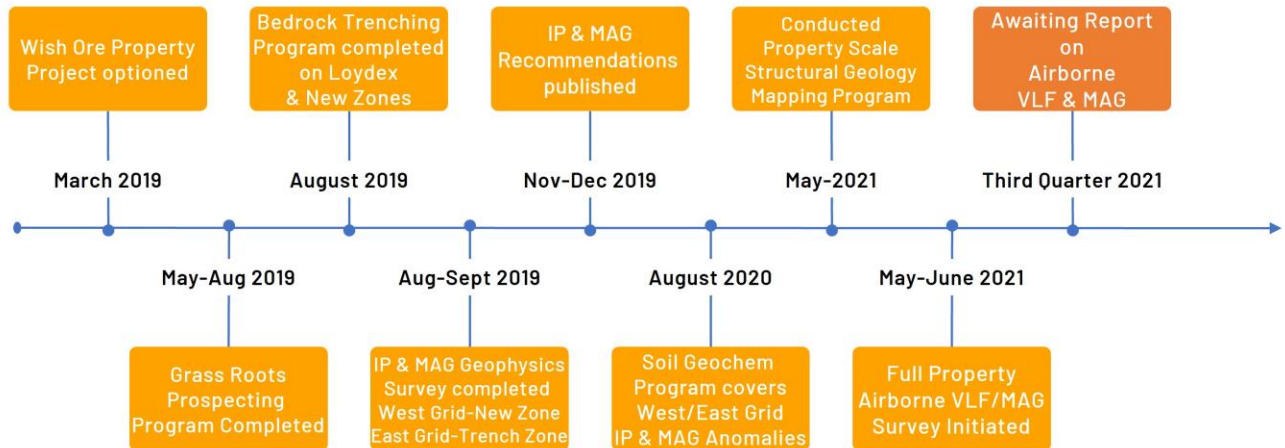 Wish Ore Property
Project optioned
Bedrock Trenching
Program completed
on Loydex
& New Zones
IP & MAG
Recommendations
published
Conducted
Property Scale
Structural Geology
Mapping Program
Awaiting Report
on
Airborne
VLF & MAG
March 2019
August 2019
Nov-Dec 2019
May-2021
Third Quarter 2021
May-Aug 2019
Aug-Sept 2019
August 2020
May-June 2021
Grass Roots
Prospecting
Program Completed
IP & MAG Geophysics
Survey completed
West Grid-New Zone
East Grid-Trench Zone
Soil Geochem
Program covers
West/East Grid
IP & MAG Anomalies
Full Property
Airborne VLF/MAG
Survey Initiated